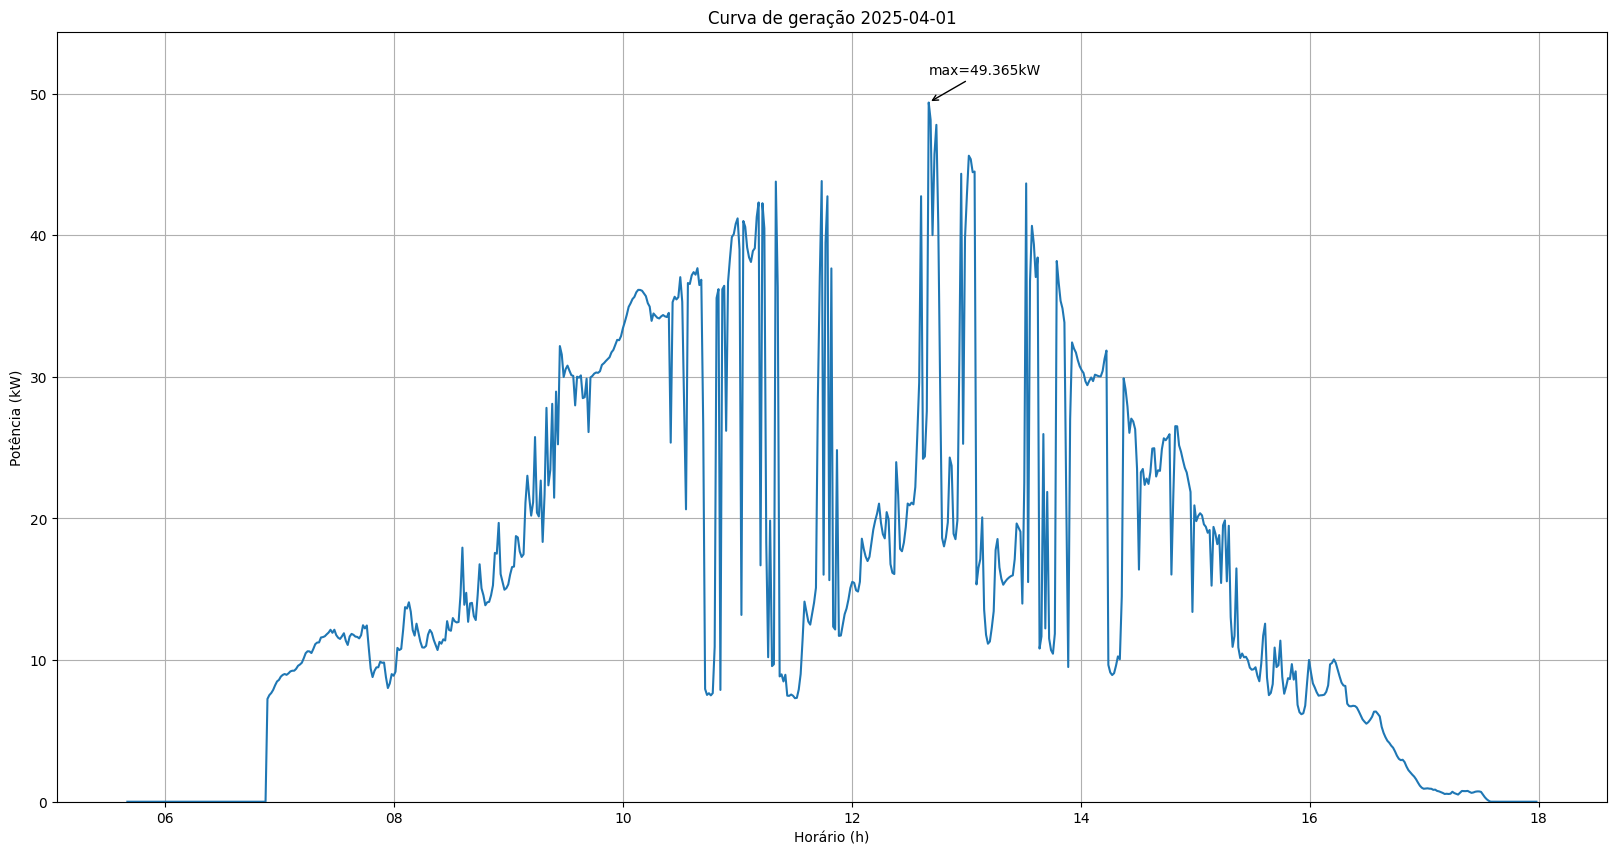 Curva de geração 2025-04-01
max=49.365kW
Potência (kW)
50
40
30
20
10
0
06 08 10 12 14 16 18
Horário (h)